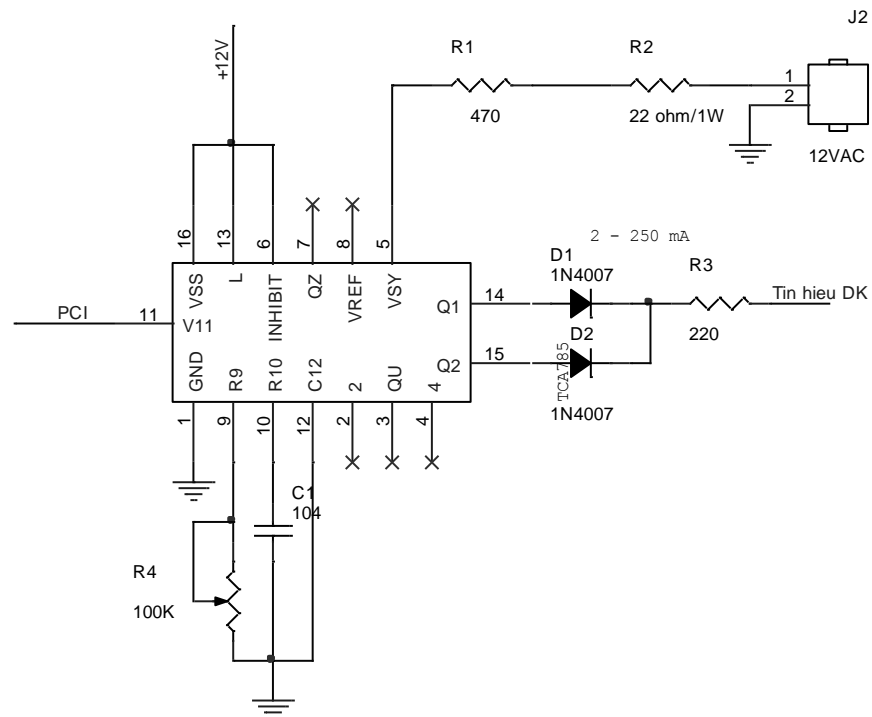 J2
+12V
R1
R2
1
2
470
22 ohm/1W
12VAC
16
13
6
7
8
5
2 - 250 mA
VSS
L
INHIBIT
QZ
VREF
VSY
D1
1N4007
R3
PCI
11
V11
Q1
14
Tin hieu DK
D2
220
Q2
15
TCA785
1N4007
GND
R9
R10
C12
2
QU
4
1
9
10
12
2
3
4
C1
104
R4
100K